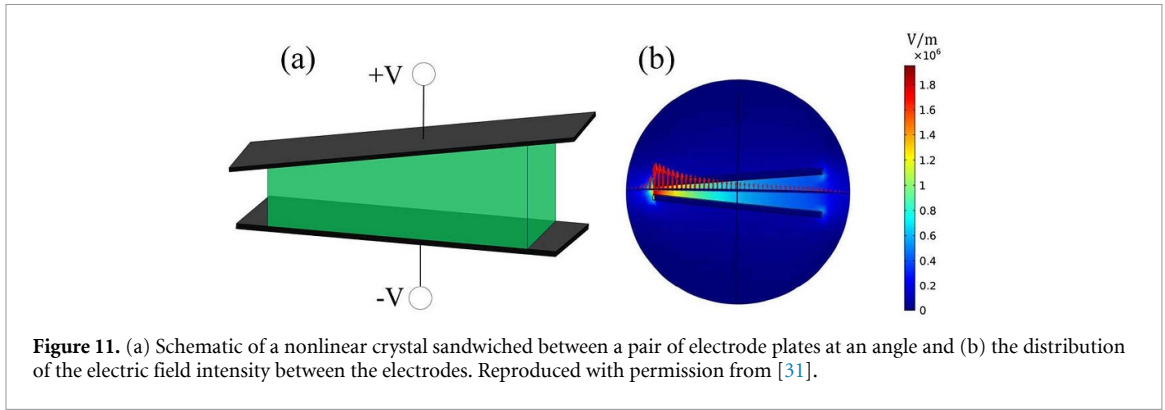 (a)
+V
-V
(b)
V/m
×10⁶
1.8
1.6
1.4
1.2
1
0.8
0.6
0.4
0.2
0
Figure 11. (a) Schematic of a nonlinear crystal sandwiched between a pair of electrode plates at an angle and (b) the distribution
of the electric field intensity between the electrodes. Reproduced with permission from [31].